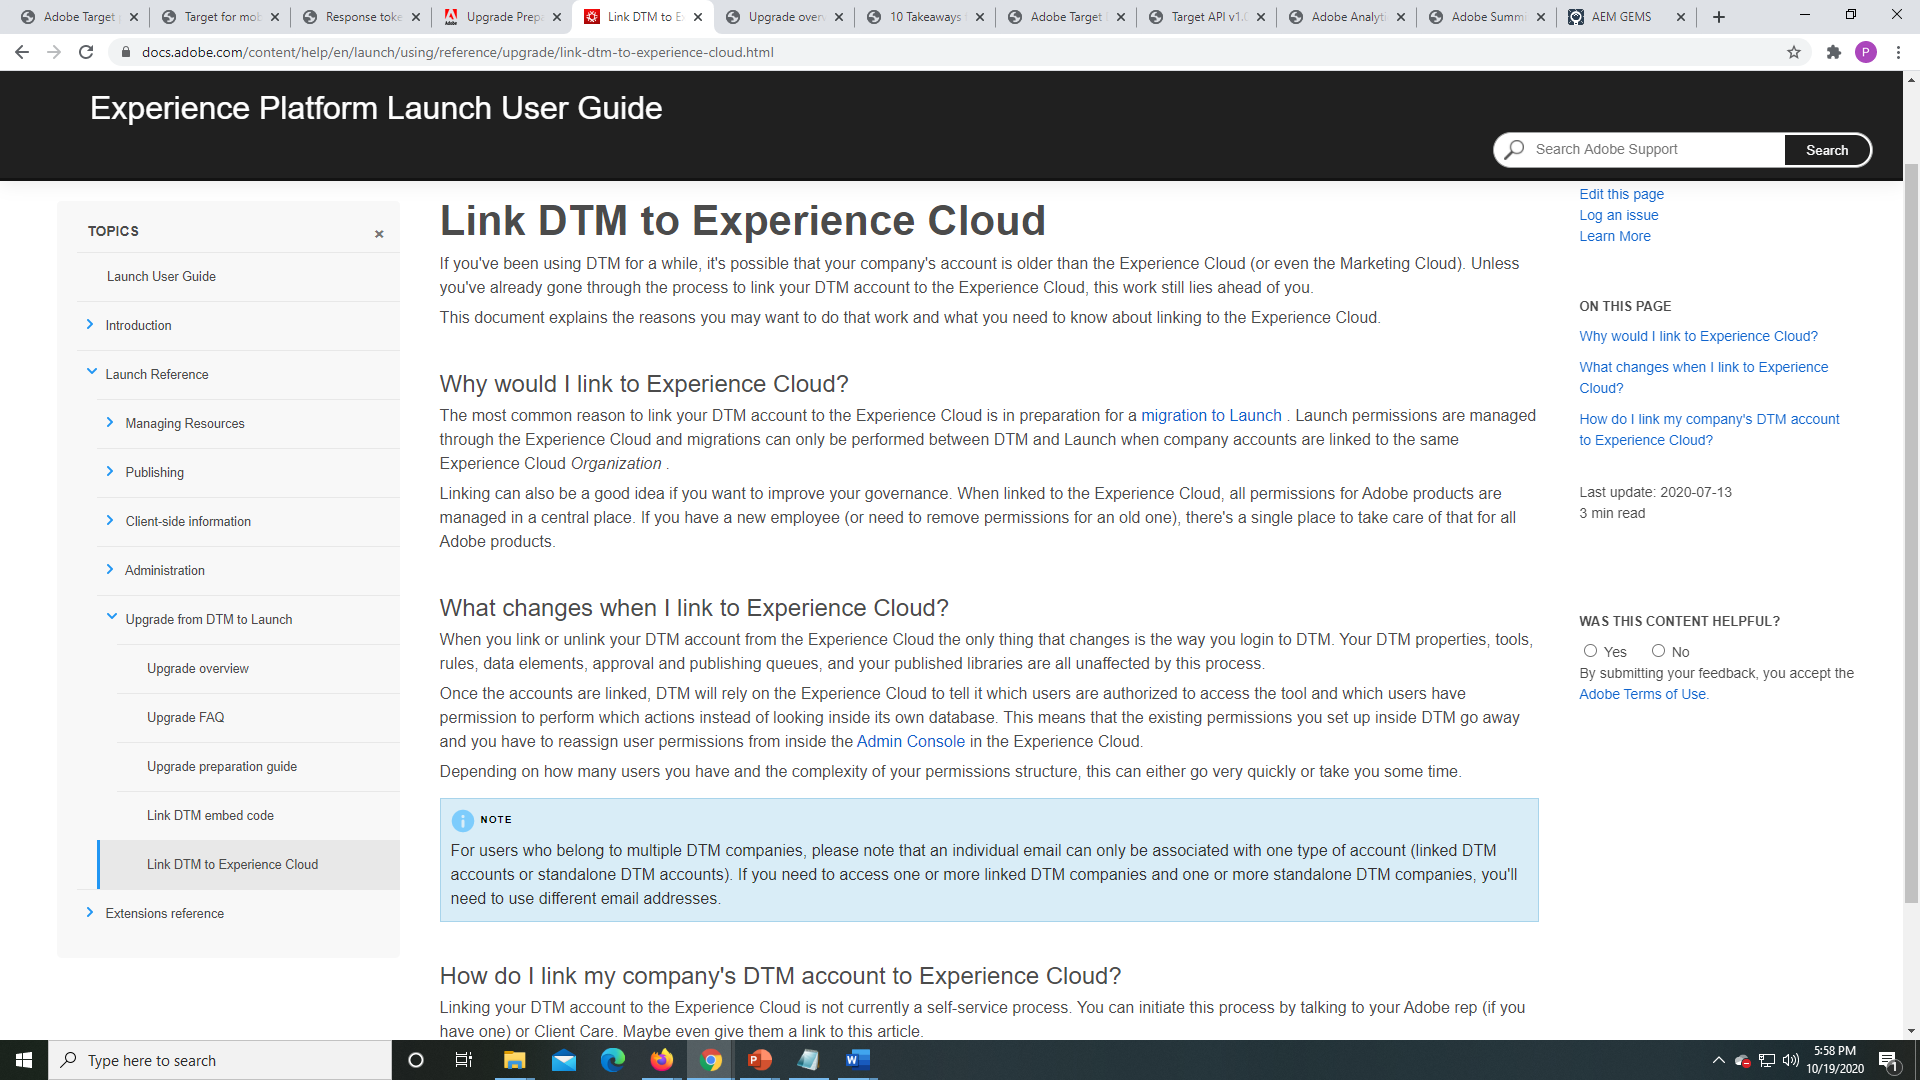 Adobe Target
Target for mob
Response toke
Upgrade Prep
Link DTM to E
Upgrade over
10 Takeaways
Adobe Target
Target API v1.
Adobe Analyt
Adobe Summi
AEM GEMS
docs.adobe.com/content/help/en/launch/using/reference/upgrade/link-dtm-to-experience-cloud.html
P
Experience Platform Launch User Guide
Search Adobe Support
Search
TOPICS
Launch User Guide
Introduction
Launch Reference
Managing Resources
Publishing
Client-side information
Administration
Upgrade from DTM to Launch
Upgrade overview
Upgrade FAQ
Upgrade preparation guide
Link DTM embed code
Link DTM to Experience Cloud
Extensions reference
Link DTM to Experience Cloud
If you've been using DTM for a while, it's possible that your company's account is older than the Experience Cloud (or even the Marketing Cloud). Unless
you've already gone through the process to link your DTM account to the Experience Cloud, this work still lies ahead of you.
This document explains the reasons you may want to do that work and what you need to know about linking to the Experience Cloud.
Why would I link to Experience Cloud?
The most common reason to link your DTM account to the Experience Cloud is in preparation for a migration to Launch . Launch permissions are managed
through the Experience Cloud and migrations can only be performed between DTM and Launch when company accounts are linked to the same
Experience Cloud Organization .
Linking can also be a good idea if you want to improve your governance. When linked to the Experience Cloud, all permissions for Adobe products are
managed in a central place. If you have a new employee (or need to remove permissions for an old one), there's a single place to take care of that for all
Adobe products.
What changes when I link to Experience Cloud?
When you link or unlink your DTM account from the Experience Cloud the only thing that changes is the way you login to DTM. Your DTM properties, tools,
rules, data elements, approval and publishing queues, and your published libraries are all unaffected by this process.
Once the accounts are linked, DTM will rely on the Experience Cloud to tell it which users are authorized to access the tool and which users have
permission to perform which actions instead of looking inside its own database. This means that the existing permissions you set up inside DTM go away
and you have to reassign user permissions from inside the Admin Console in the Experience Cloud.
Depending on how many users you have and the complexity of your permissions structure, this can either go very quickly or take you some time.
NOTE
For users who belong to multiple DTM companies, please note that an individual email can only be associated with one type of account (linked DTM
accounts or standalone DTM accounts). If you need to access one or more linked DTM companies and one or more standalone DTM companies, you'll
need to use different email addresses.
How do I link my company's DTM account to Experience Cloud?
Linking your DTM account to the Experience Cloud is not currently a self-service process. You can initiate this process by talking to your Adobe rep (if you
have one) or Client Care. Maybe even give them a link to this article.
Edit this page
Log an issue
Learn More
ON THIS PAGE
Why would I link to Experience Cloud?
What changes when I link to Experience
Cloud?
How do I link my company's DTM account
to Experience Cloud?
Last update: 2020-07-13
3 min read
WAS THIS CONTENT HELPFUL?
Yes No
By submitting your feedback, you accept the
Adobe Terms of Use.
Type here to search
5:58 PM
10/19/2020
1